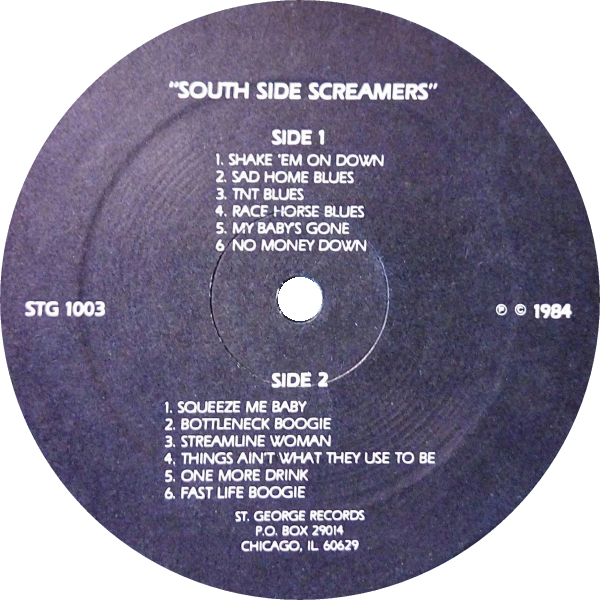 "SOUTH SIDE SCREAMERS"
SIDE 1
1. SHAKE 'EM ON DOWN
2. SAD HOME BLUES
3. TNT BLUES
4. RACE HORSE BLUES
5. MY BABY'S GONE
6 NO MONEY DOWN
STG 1003
℗ © 1984
SIDE 2
1. SQUEEZE ME BABY
2. BOTTLENECK BOOGIE
3. STREAMLINE WOMAN
4. THINGS AIN'T WHAT THEY USE TO BE
5. ONE MORE DRINK
6. FAST LIFE BOOGIE
ST. GEORGE RECORDS
P.O. BOX 29014
CHICAGO, IL 60629